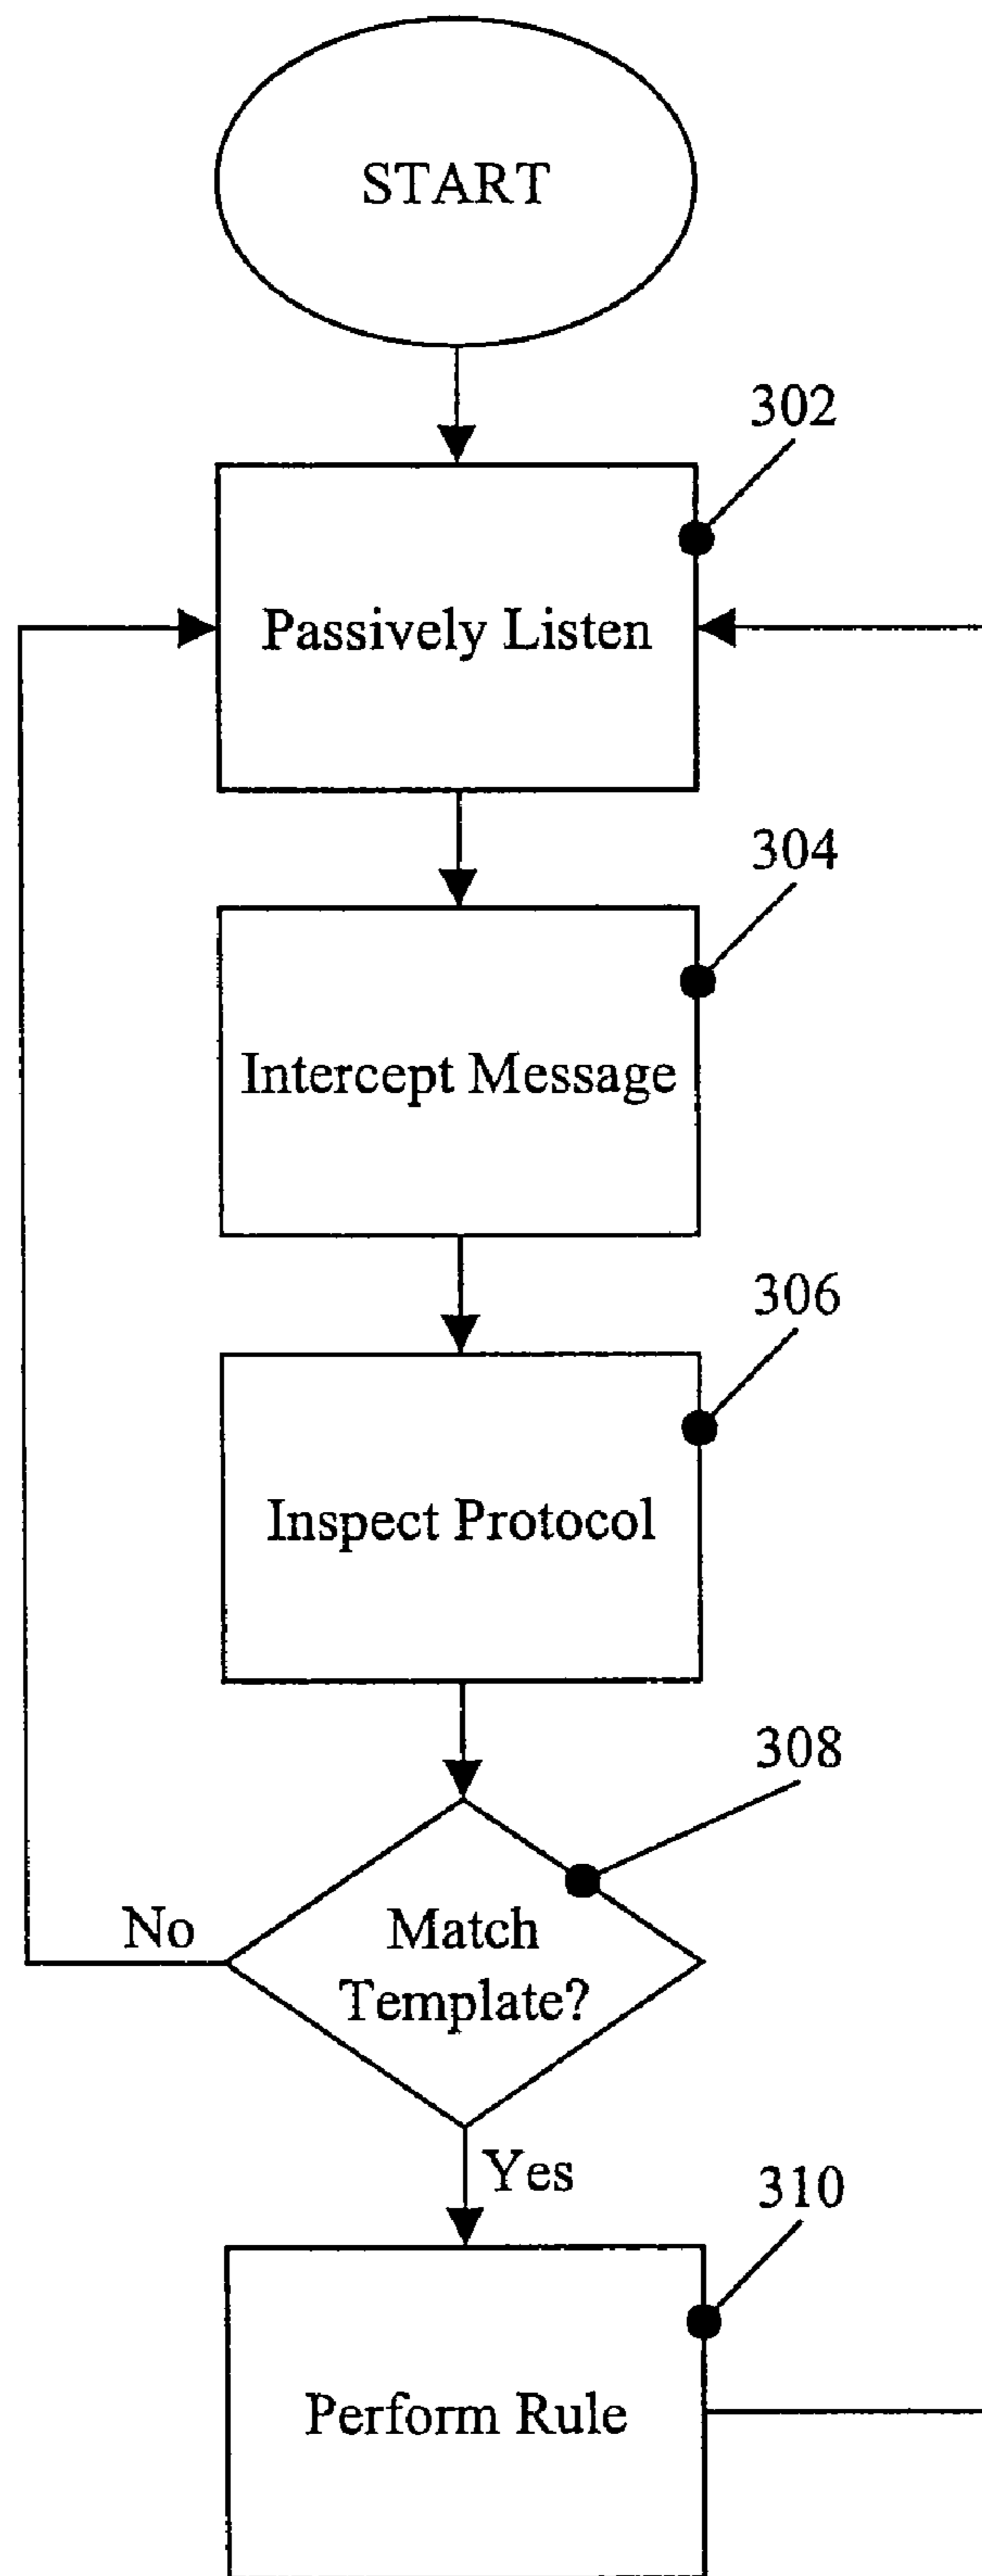 START
302
Passively Listen
304
Intercept Message
306
Inspect Protocol
308
No
Match
Template?
Yes
310
Perform Rule